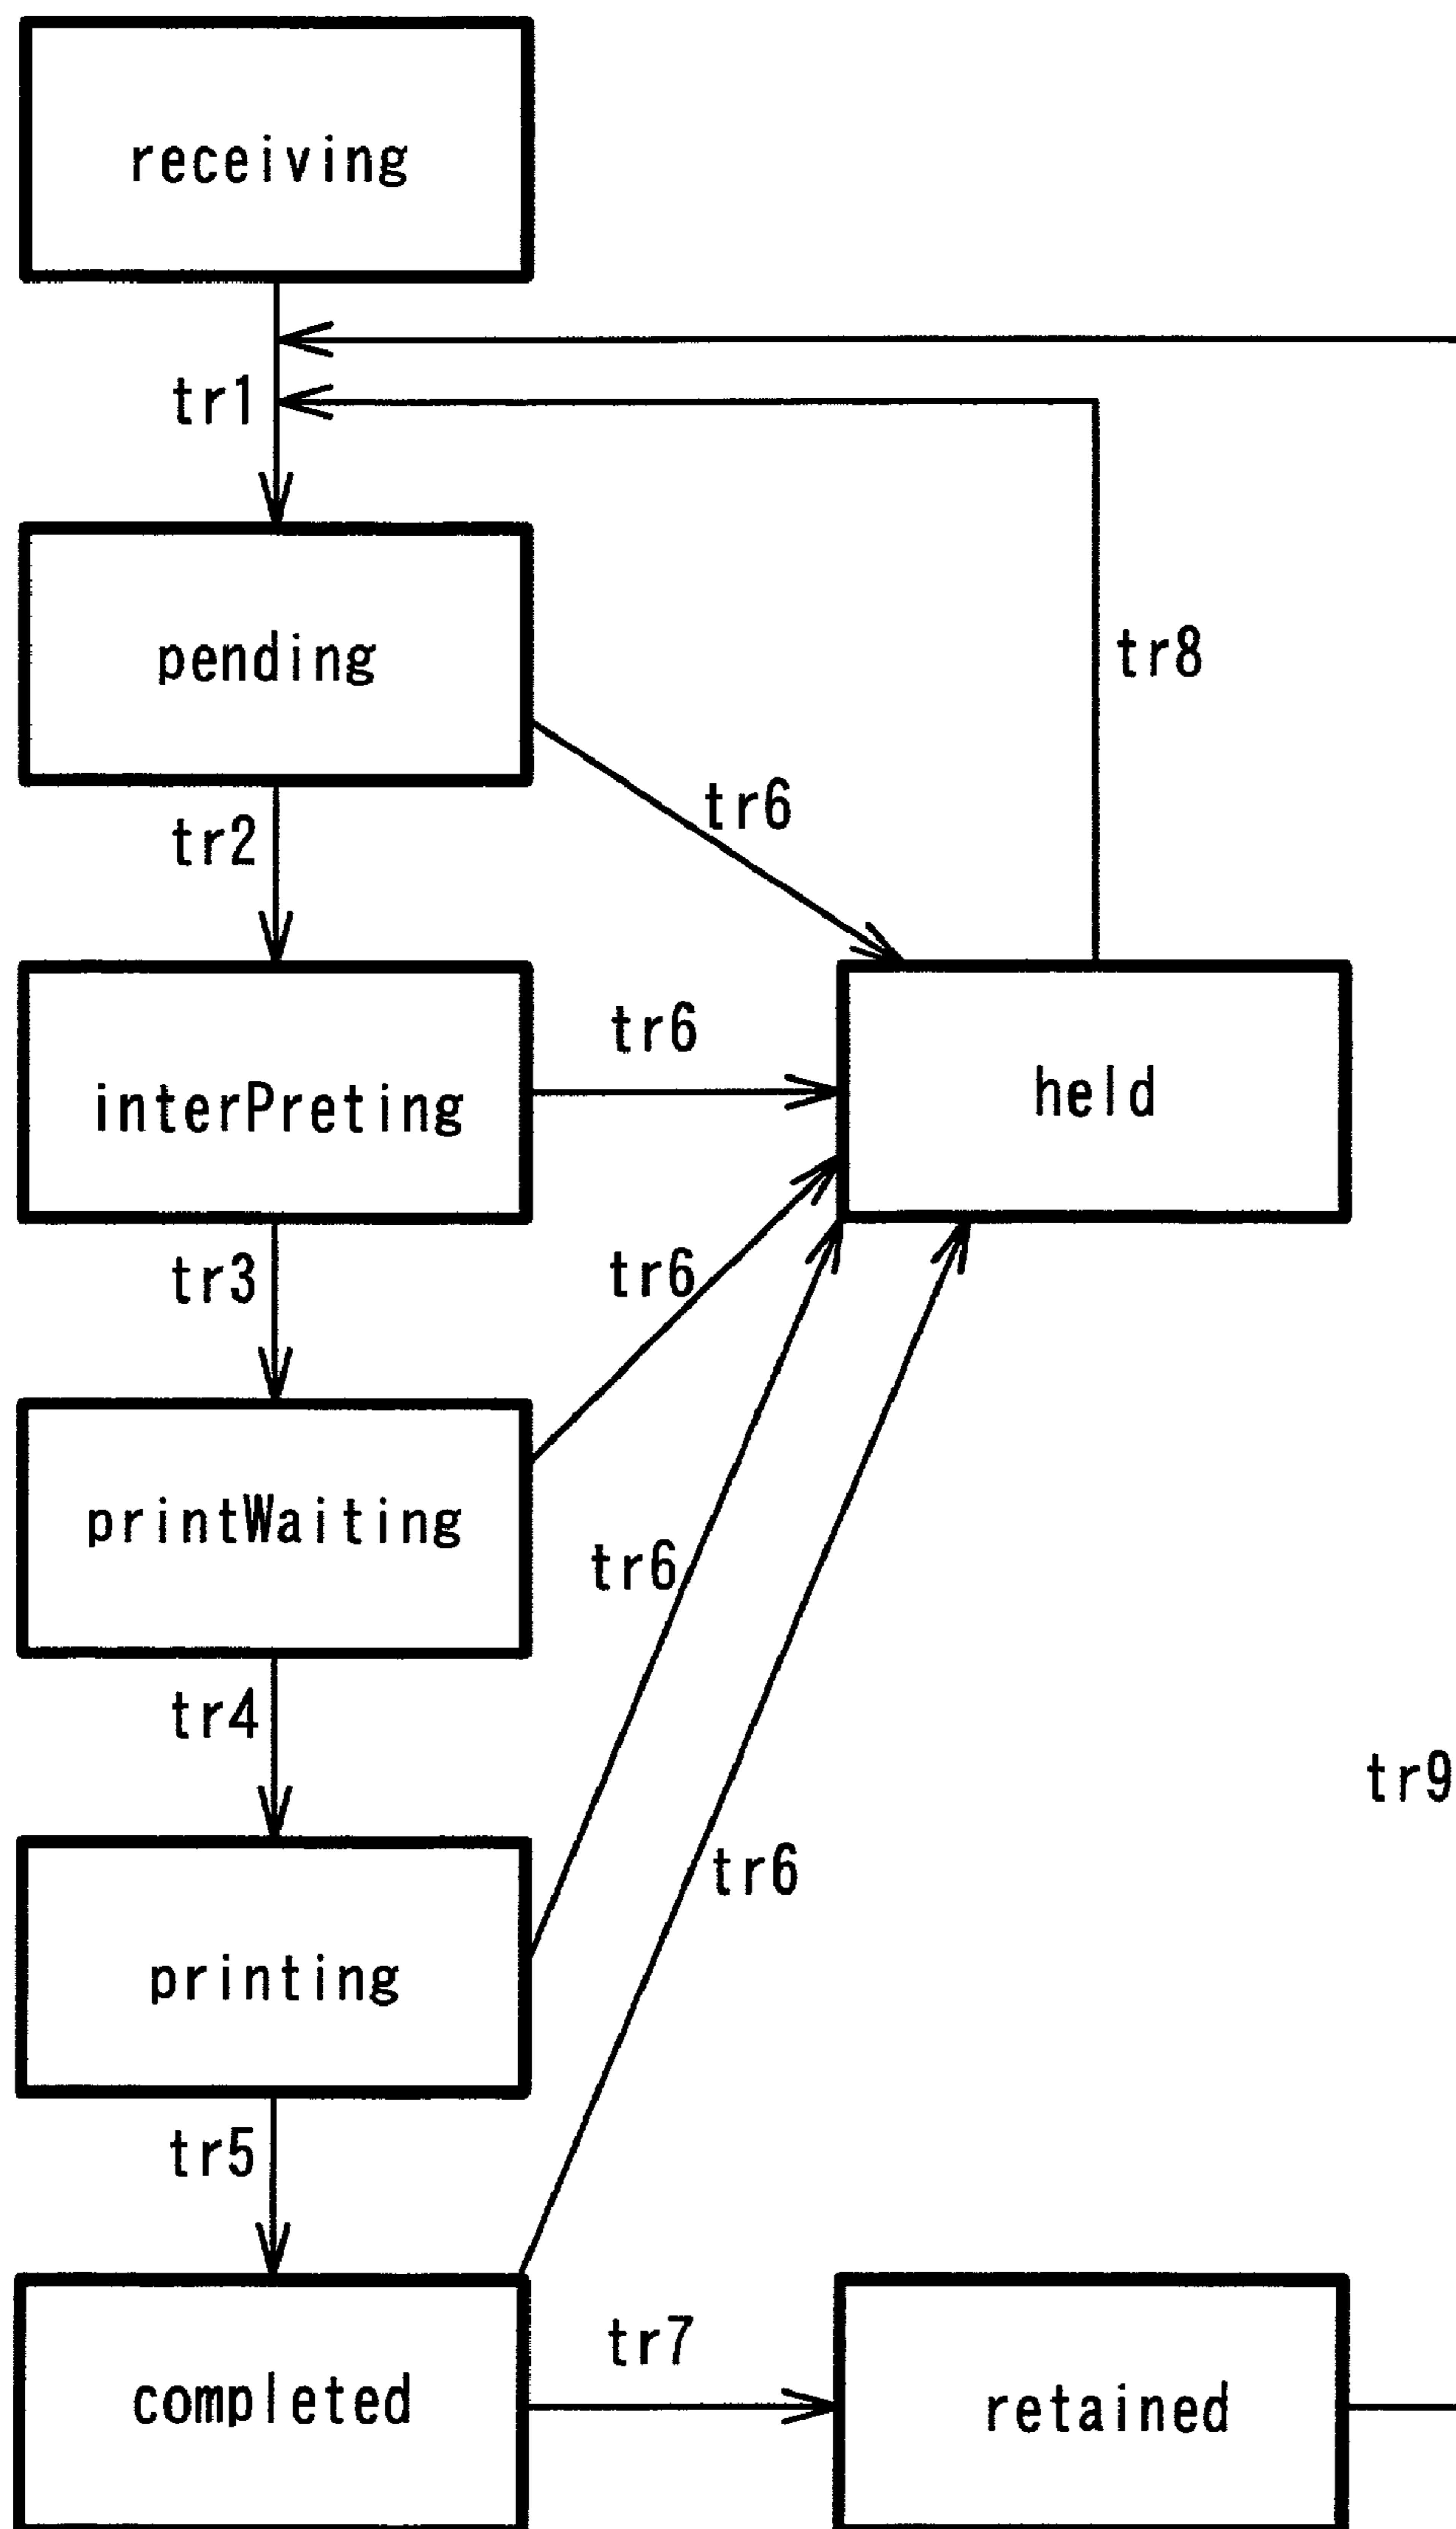 receiving
tr1
pending
tr8
tr6
tr2
tr6
interPreting
held
tr3
tr6
printWaiting
tr6
tr4
tr9
tr6
printing
tr5
tr7
completed
retained